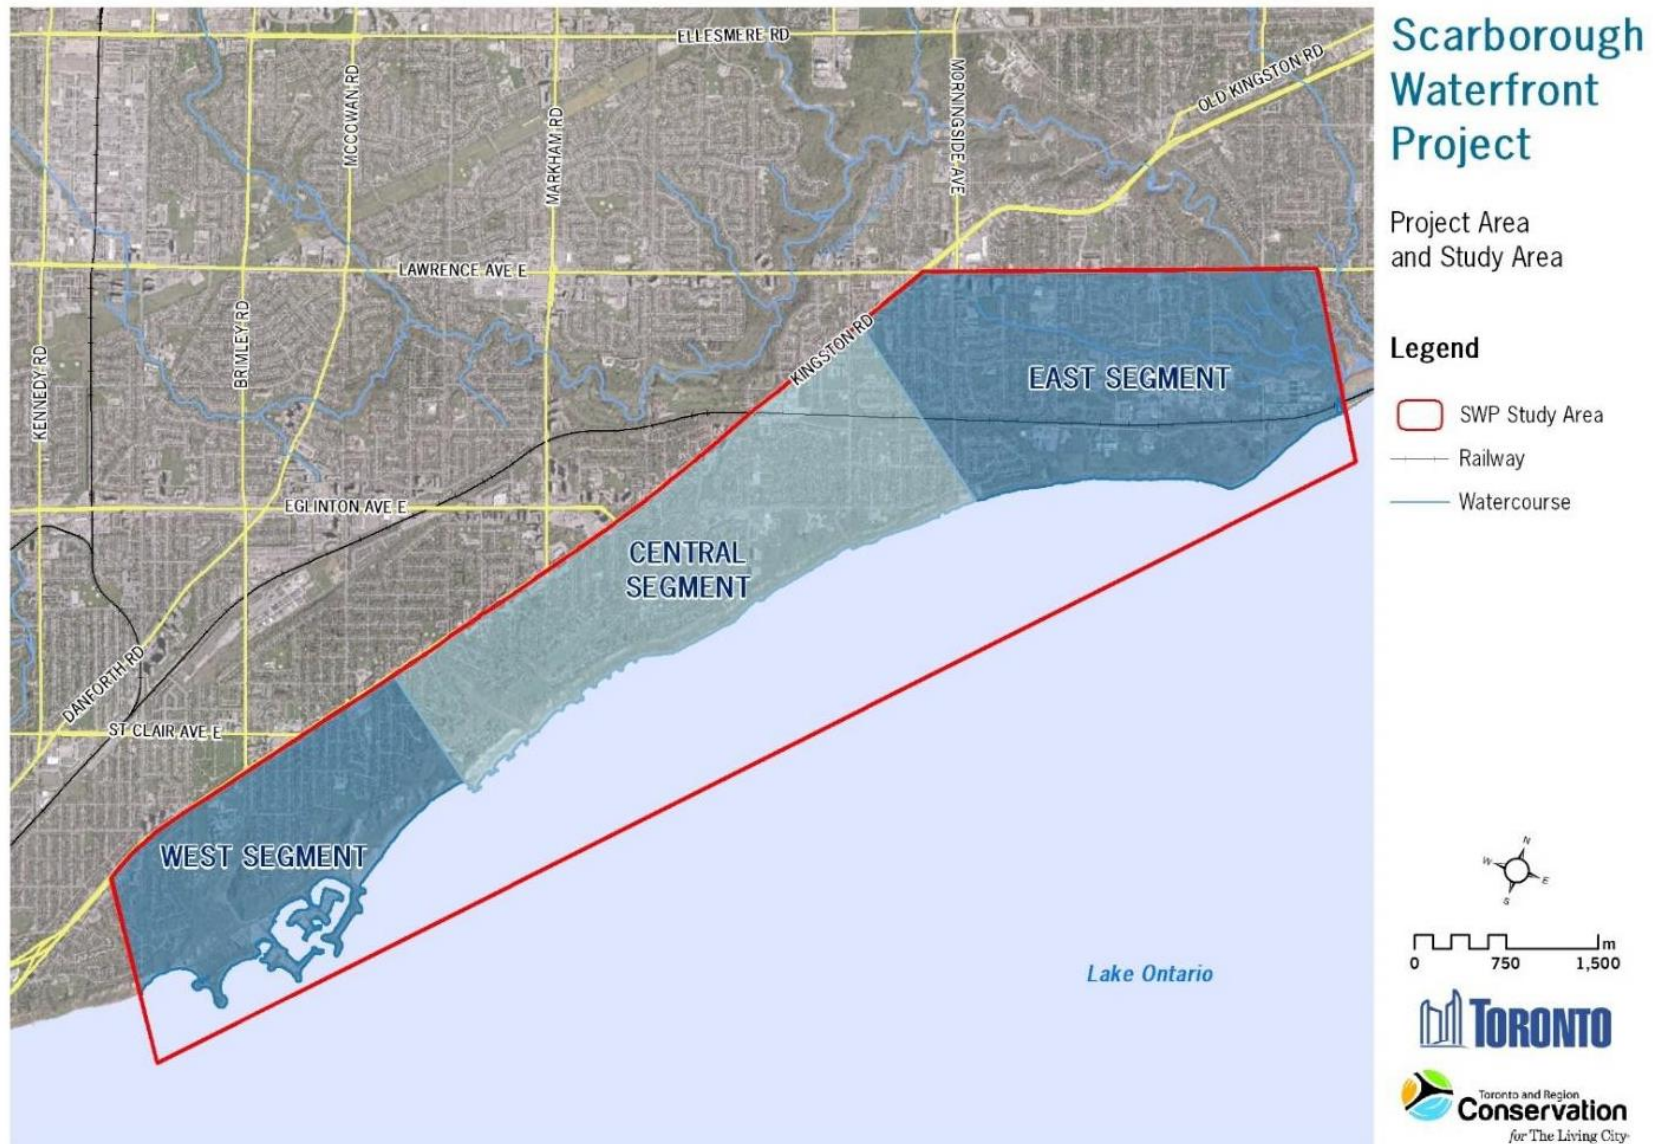 Scarborough
Waterfront
Project
Project Area
and Study Area
Legend
SWP Study Area
Railway
Watercourse
ELLESMERE RD
OLD KINGSTON RD
MCCOWAN RD
MARKHAM RD
MORNINGSIDE AVE
LAWRENCE AVE E
KENNEDY RD
BRIMLEY RD
KINGSTON RD
EAST SEGMENT
EGLINTON AVE E
CENTRAL
SEGMENT
DANFORTH RD
ST CLAIR AVE E
WEST SEGMENT
Lake Ontario
N
W
E
S
m
0 750 1,500
TORONTO
Toronto and Region
Conservation
for The Living City